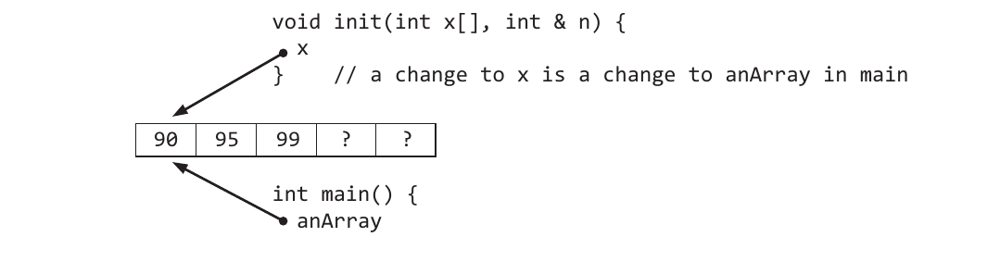 void init(int x[], int & n) {
x
} // a change to x is a change to anArray in main
90 95 99 ? ?
int main() {
anArray